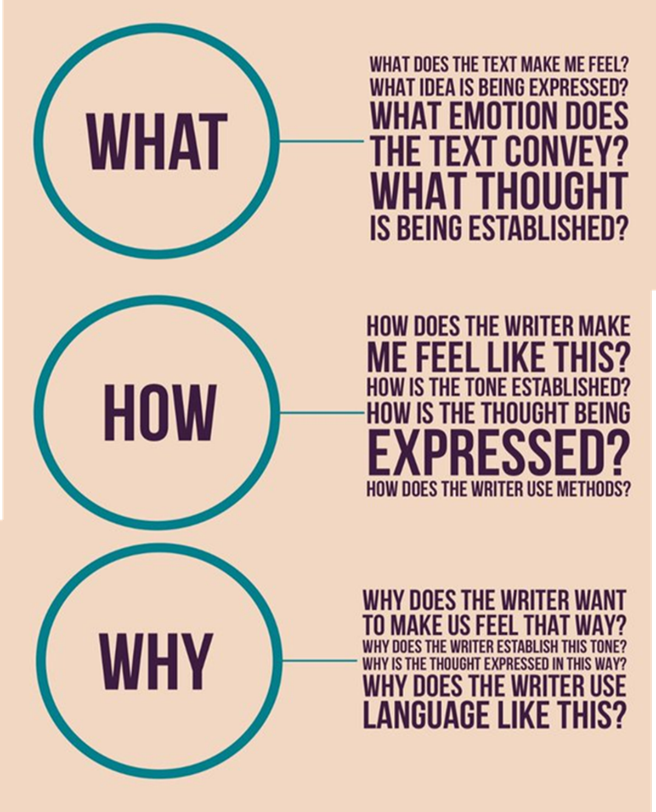 WHAT
WHAT DOES THE TEXT MAKE ME FEEL?
WHAT IDEA IS BEING EXPRESSED?
WHAT EMOTION DOES
THE TEXT CONVEY?
WHAT THOUGHT
IS BEING ESTABLISHED?
HOW
HOW DOES THE WRITER MAKE
ME FEEL LIKE THIS?
HOW IS THE TONE ESTABLISHED?
HOW IS THE THOUGHT BEING
EXPRESSED?
HOW DOES THE WRITER USE METHODS?
WHY
WHY DOES THE WRITER WANT
TO MAKE US FEEL THAT WAY?
WHY DOES THE WRITER ESTABLISH THIS TONE?
WHY IS THE THOUGHT EXPRESSED IN THIS WAY?
WHY DOES THE WRITER USE
LANGUAGE LIKE THIS?